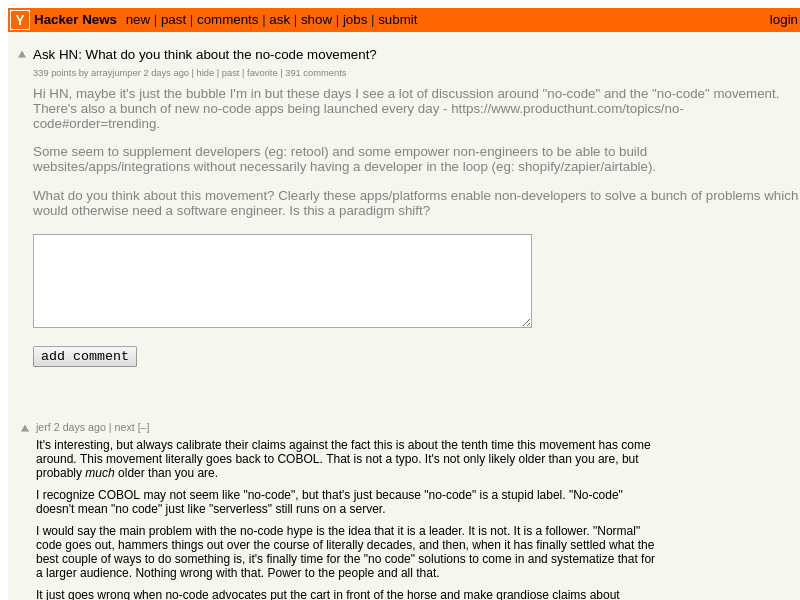 Y Hacker News new | past | comments | ask | show | jobs | submit login
Ask HN: What do you think about the no-code movement?
339 points by arrayjumper 2 days ago | hide | past | favorite | 391 comments
Hi HN, maybe it's just the bubble I'm in but these days I see a lot of discussion around "no-code" and the "no-code" movement.
There's also a bunch of new no-code apps being launched every day - https://www.producthunt.com/topics/no-
code#order=trending.
Some seem to supplement developers (eg: retool) and some empower non-engineers to be able to build
websites/apps/integrations without necessarily having a developer in the loop (eg: shopify/zapier/airtable).
What do you think about this movement? Clearly these apps/platforms enable non-developers to solve a bunch of problems which
would otherwise need a software engineer. Is this a paradigm shift?
add comment
jerf 2 days ago | next [–]
It's interesting, but always calibrate their claims against the fact this is about the tenth time this movement has come
around. This movement literally goes back to COBOL. That is not a typo. It's not only likely older than you are, but
probably much older than you are.
I recognize COBOL may not seem like "no-code", but that's just because "no-code" is a stupid label. "No-code"
doesn't mean "no code" just like "serverless" still runs on a server.
I would say the main problem with the no-code hype is the idea that it is a leader. It is not. It is a follower. "Normal"
code goes out, hammers things out over the course of literally decades, and then, when it has finally settled what the
best couple of ways to do something is, it's finally time for the "no code" solutions to come in and systematize that for
a larger audience. Nothing wrong with that. Power to the people and all that.
It just goes wrong when no-code advocates put the cart in front of the horse and make grandiose claims about